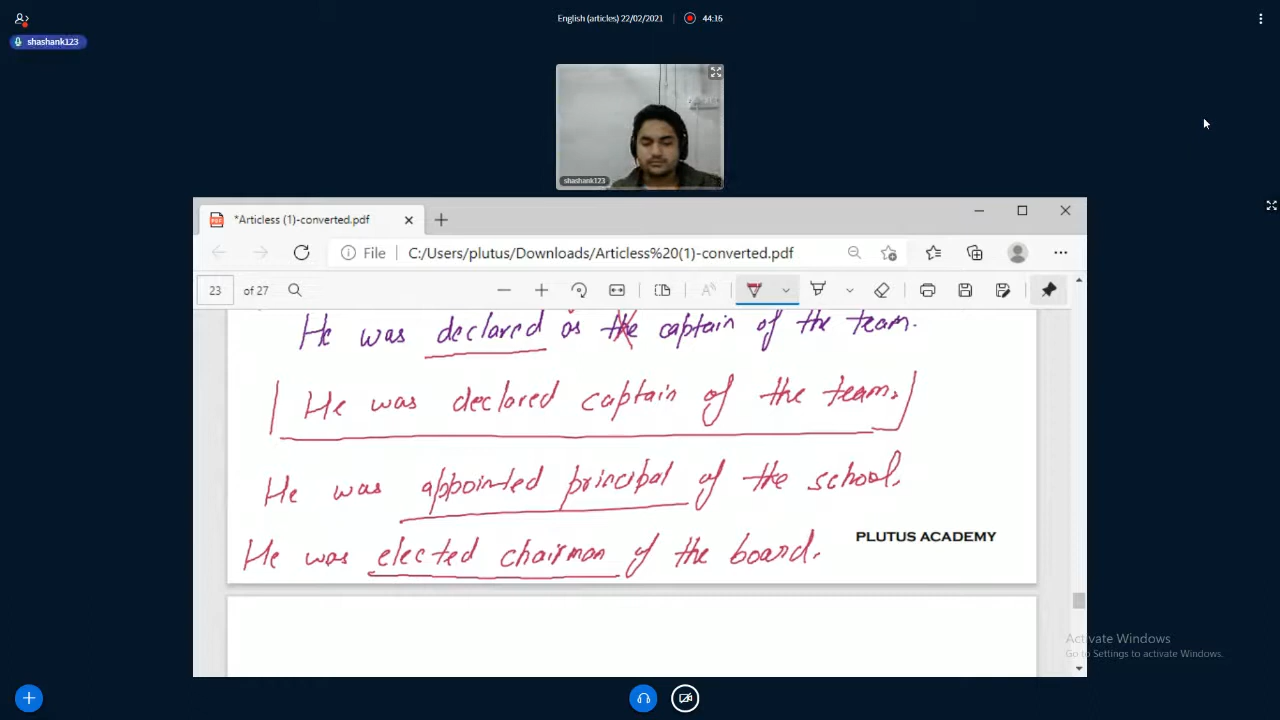 English (articles) 22/02/2021
44:16
shashank123
shashank123
*Articless (1)-converted.pdf
File
C:/Users/plutus/Downloads/Articless%20(1)-converted.pdf
23 of 27
He was declared as the captain of the team.
He was declared captain of the team.
He was appointed principal of the school.
He was elected chairman of the board.
PLUTUS ACADEMY
Activate Windows
Go to Settings to activate Windows.